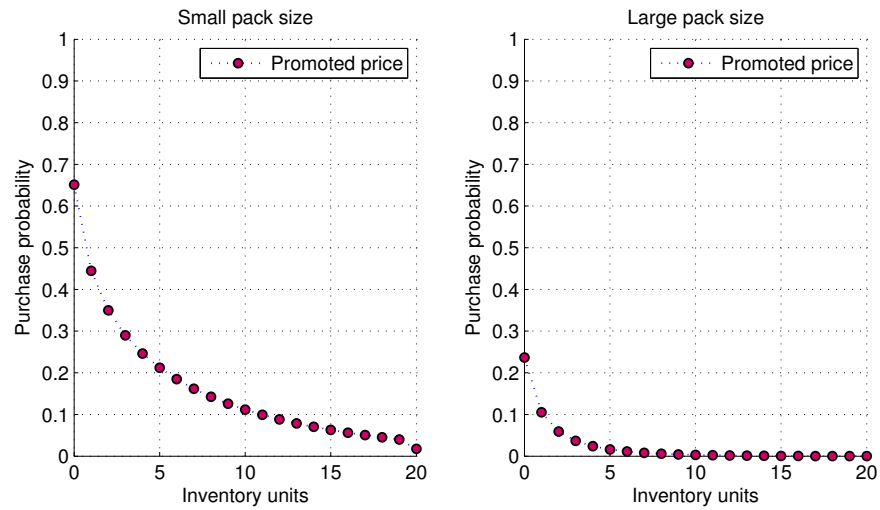 Small pack size
1
0.9
0.8
0.7
0.6
0.5
0.4
0.3
0.2
0.1
0
Purchase probability
Promoted price
0 5 10 15 20
Inventory units
Large pack size
1
0.9
0.8
0.7
0.6
0.5
0.4
0.3
0.2
0.1
0
Purchase probability
Promoted price
0 5 10 15 20
Inventory units